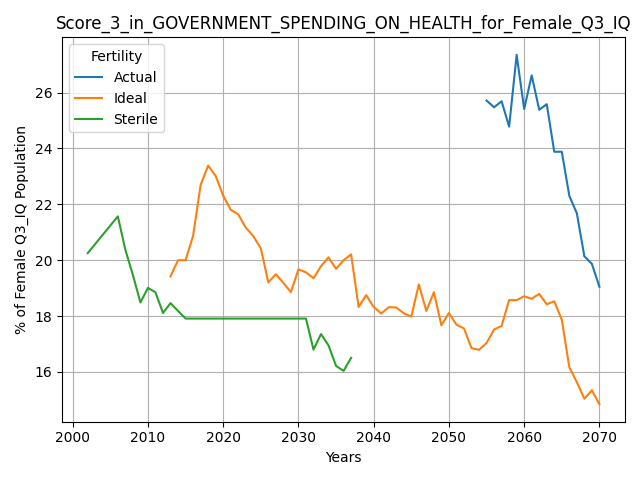 Score_3_in_GOVERNMENT_SPENDING_ON_HEALTH_for_Female_Q3_IQ
Fertility
Actual
Ideal
Sterile
% of Female Q3_IQ Population
26
24
22
20
18
16
2000 2010 2020 2030 2040 2050 2060 2070
Years